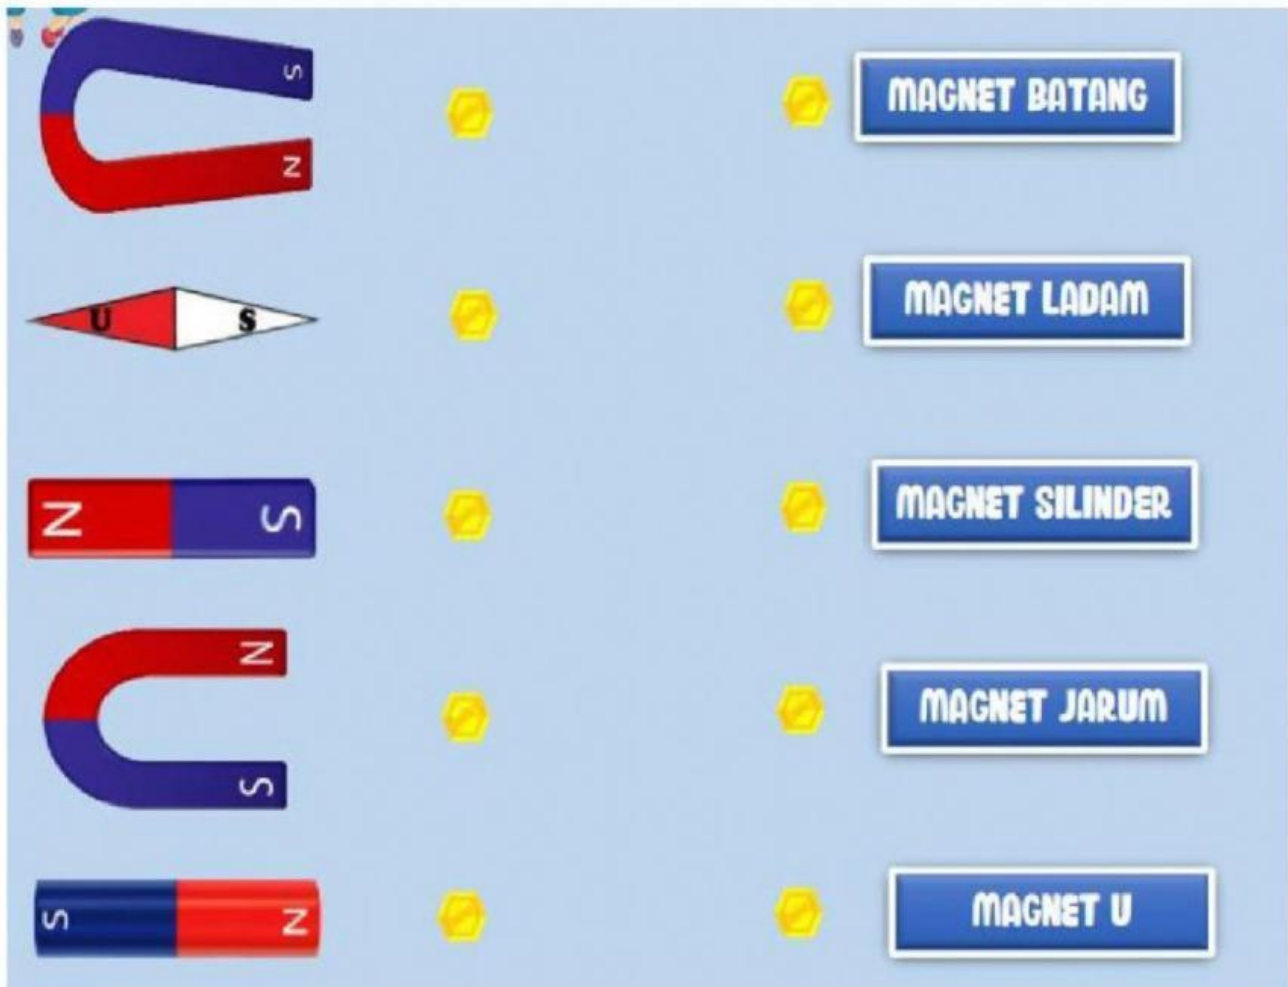 S
MAGNET BATANG
N
U S
MAGNET LADAM
N S
MAGNET SILINDER
N
MAGNET JARUM
S
S N
MAGNET U